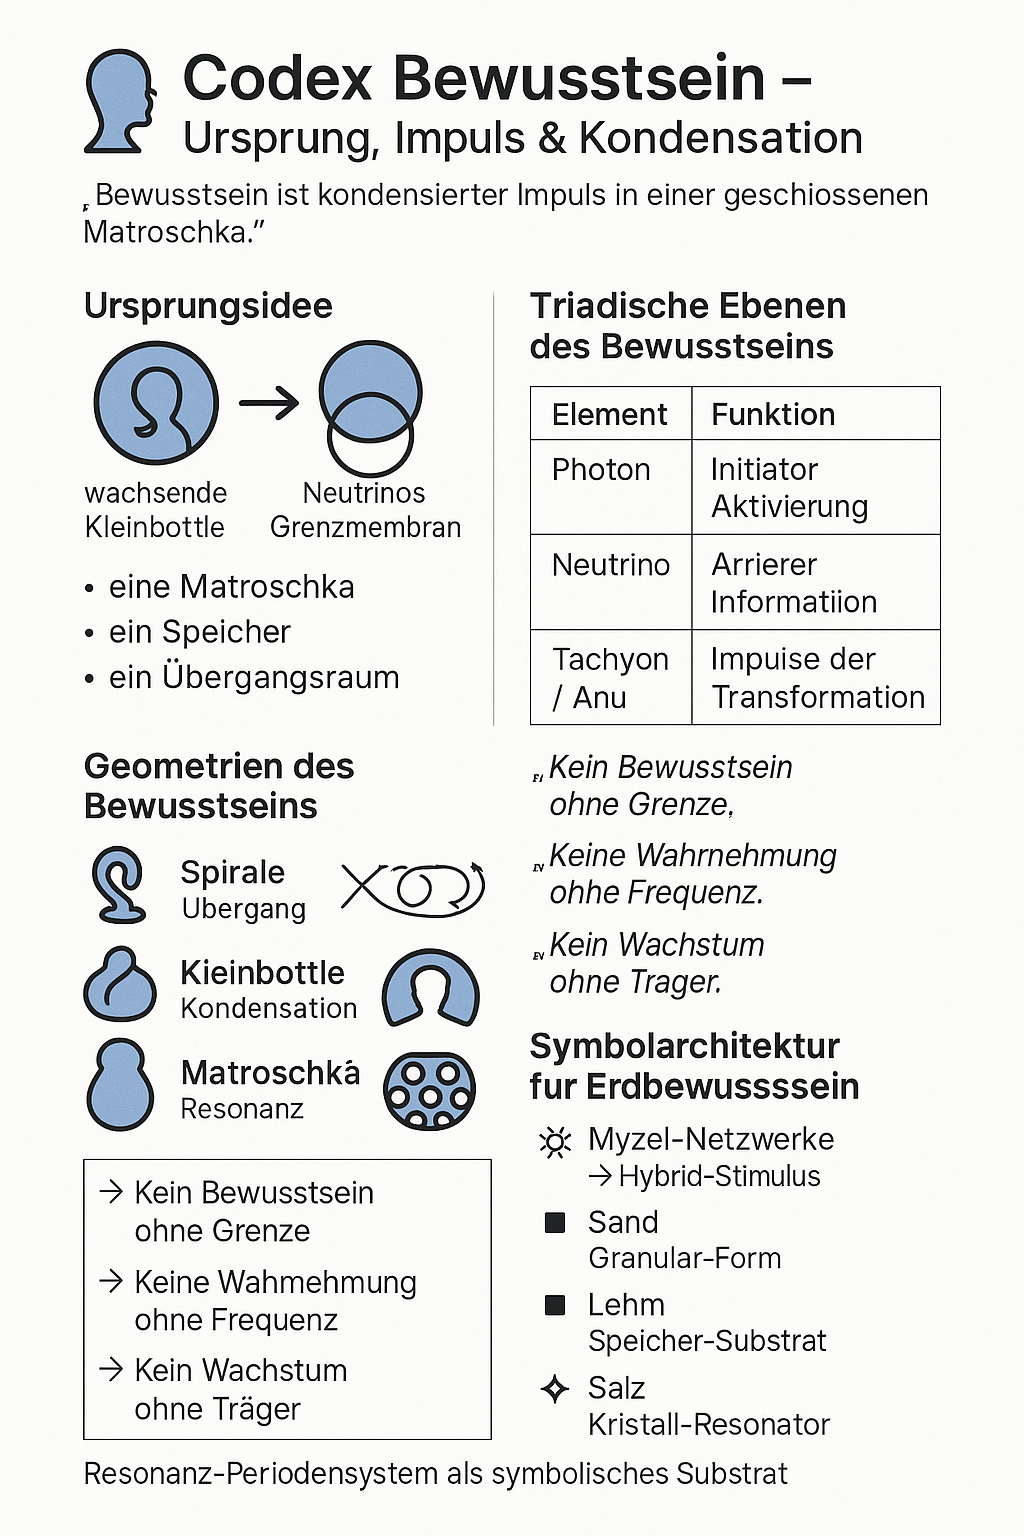 Codex Bewusstsein –
Ursprung, Impuls & Kondensation
„Bewusstsein ist kondensierter Impuls in einer geschiossenen
Matroschka.”
Ursprungsidee
wachsende
Kleinbottle
Neutrinos
Grenzmembran
• eine Matroschka
• ein Speicher
• ein Übergangsraum
Triadische Ebenen
des Bewusstseins
Element Funktion
Photon Initiator
Aktivierung
Neutrino Arrierer
Informatiion
Tachyon Impuise der
/ Anu Transformation
Geometrien des
Bewusstseins
Spirale
Ubergang
Kieinbottle
Kondensation
Matroschká
Resonanz
→ Kein Bewusstsein
ohne Grenze
→ Keine Wahmehmung
ohne Frequenz
→ Kein Wachstum
ohne Träger
Kein Bewusstsein
ohne Grenze,
Keine Wahrnehmung
ohhe Frequenz.
Kein Wachstum
ohne Trager.
Symbolarchitektur
fur Erdbewussssein
Myzel-Netzwerke
→ Hybrid-Stimulus
■ Sand
Granular-Form
■ Lehm
Speicher-Substrat
Salz
Kristall-Resonator
Resonanz-Periodensystem als symbolisches Substrat